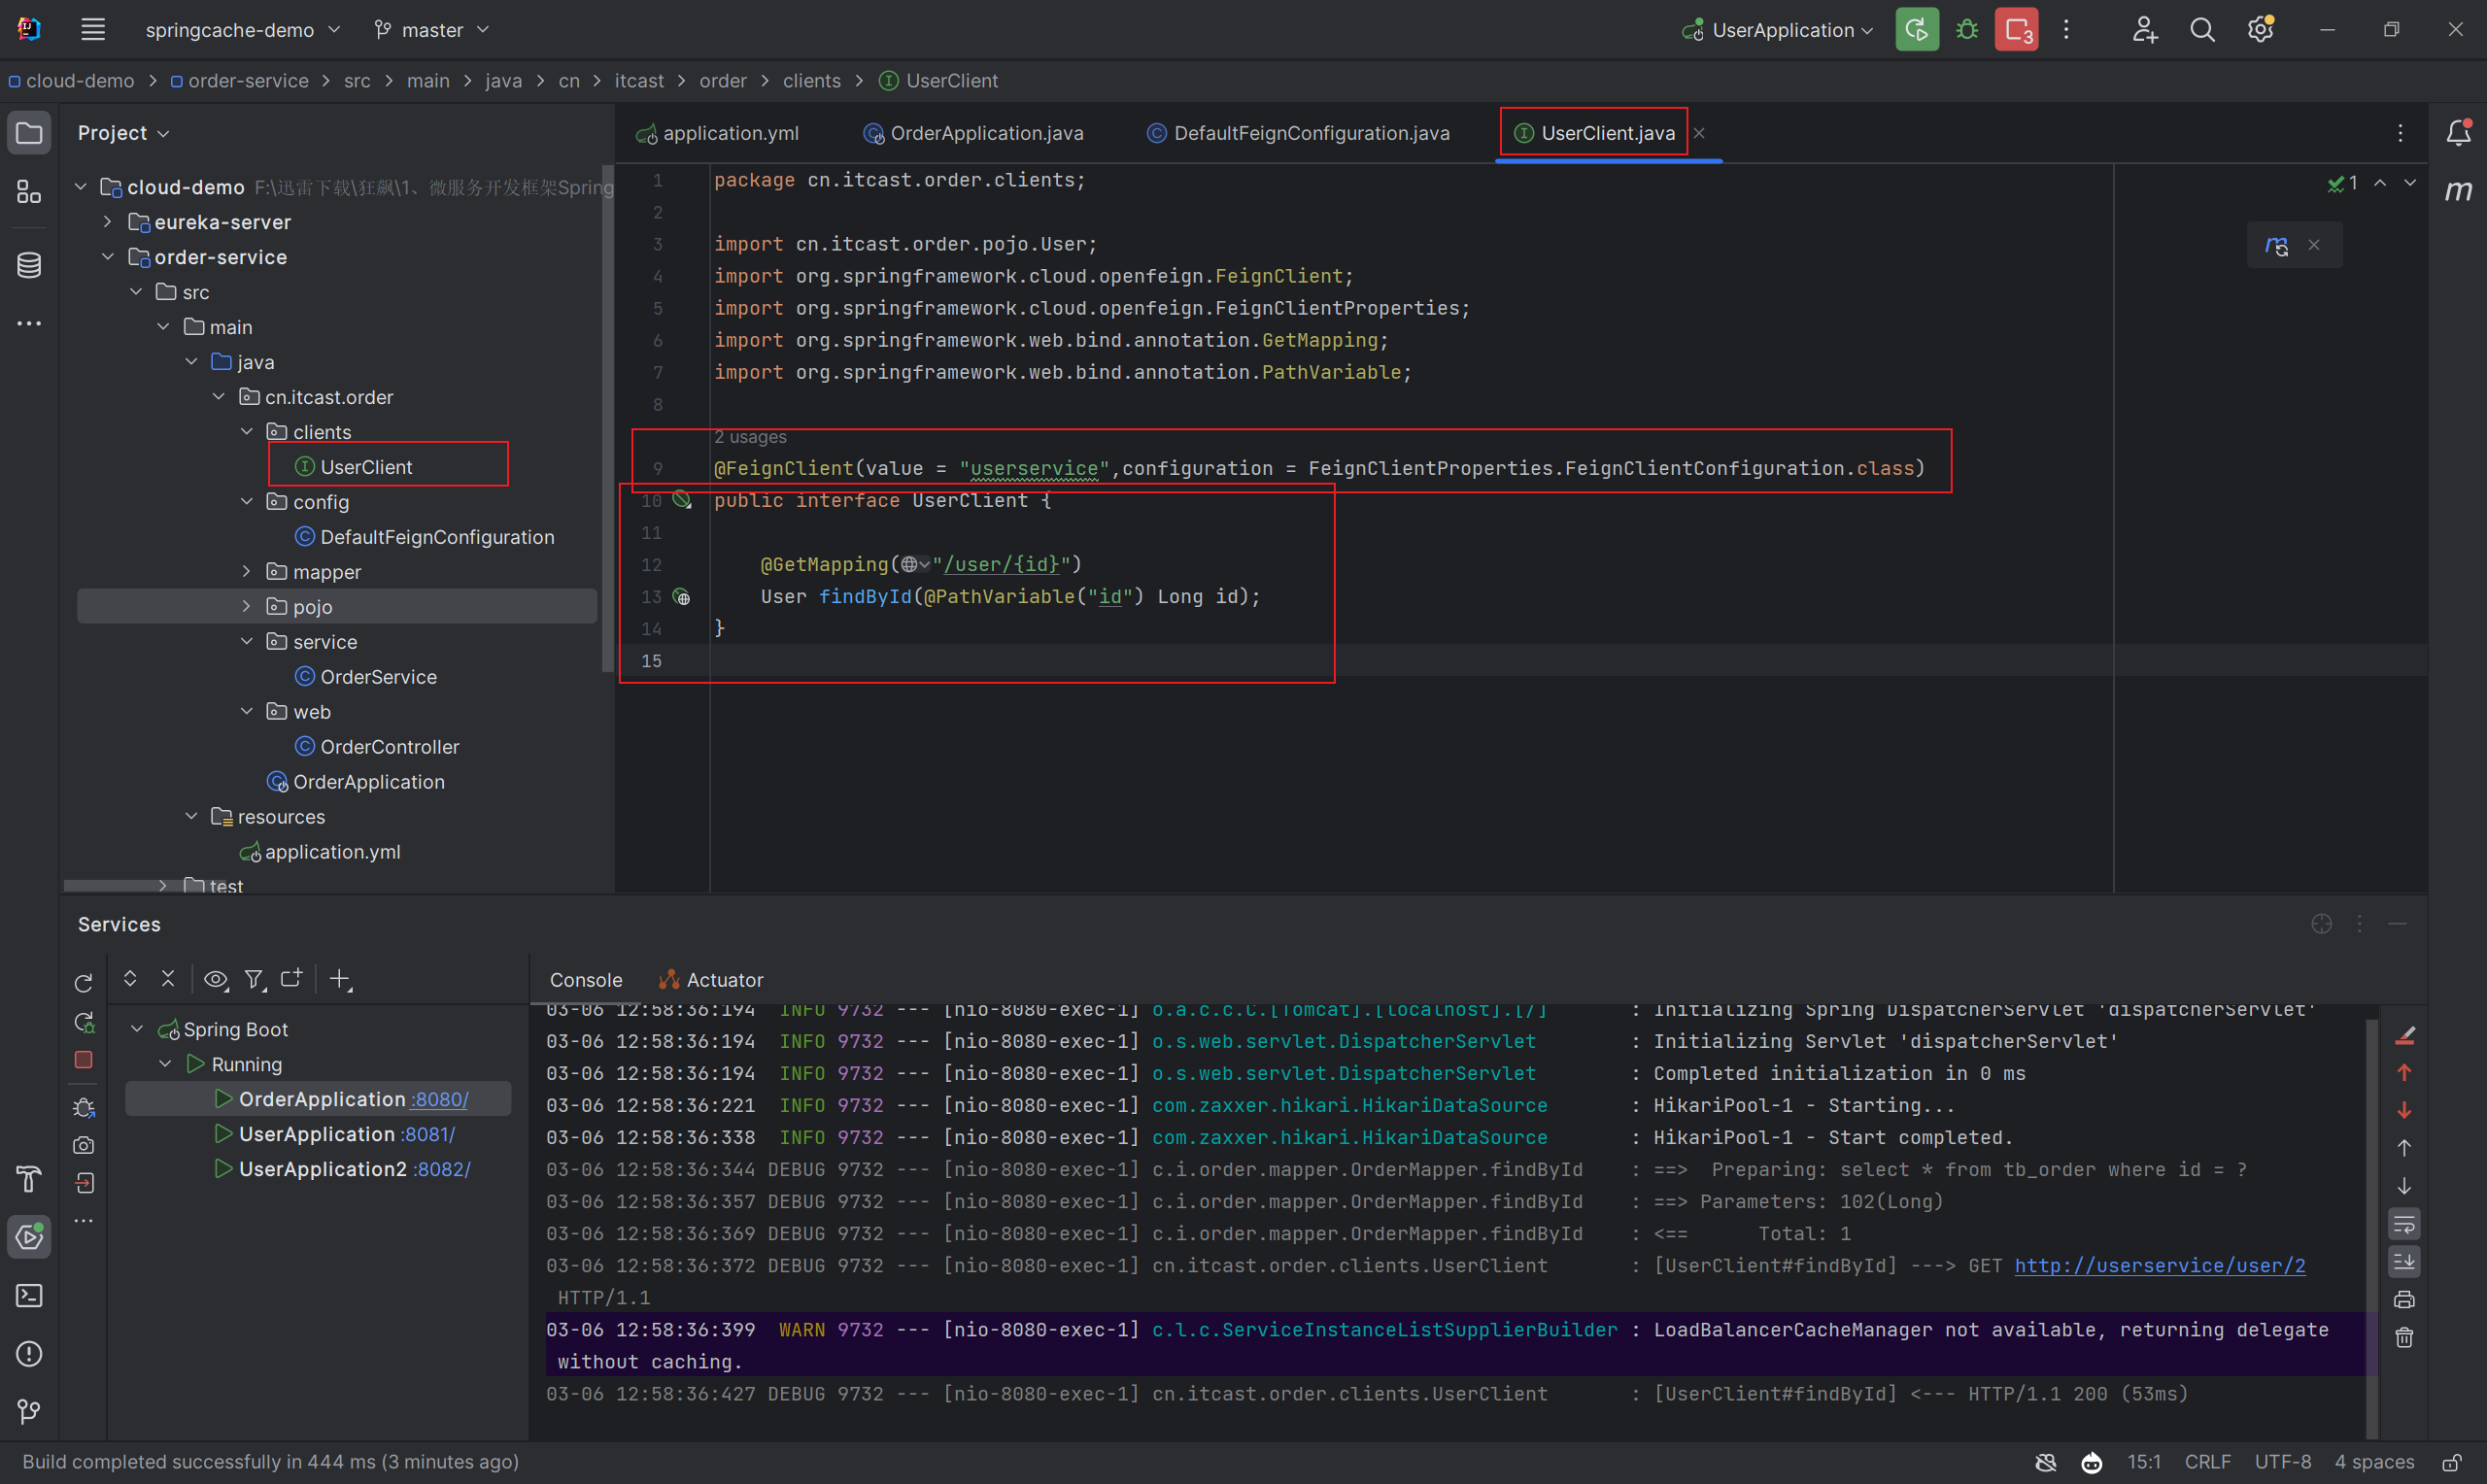 springcache-demo
master
UserApplication
3
cloud-demo > order-service > src > main > java > cn > itcast > order > clients > UserClient
Project
cloud-demo F:\迅雷下载\狂飙\1、微服务开发框架Spring
eureka-server
order-service
src
main
java
cn.itcast.order
clients
UserClient
config
DefaultFeignConfiguration
mapper
pojo
service
OrderService
web
OrderController
OrderApplication
resources
application.yml
test
application.yml
OrderApplication.java
DefaultFeignConfiguration.java
UserClient.java
1
1 package cn.itcast.order.clients;
2
3 import cn.itcast.order.pojo.User;
4 import org.springframework.cloud.openfeign.FeignClient;
5 import org.springframework.cloud.openfeign.FeignClientProperties;
6 import org.springframework.web.bind.annotation.GetMapping;
7 import org.springframework.web.bind.annotation.PathVariable;
8
2 usages
9 @FeignClient(value = "userservice",configuration = FeignClientProperties.FeignClientConfiguration.class)
10 public interface UserClient {
11
12 @GetMapping("/user/{id}")
13 User findById(@PathVariable("id") Long id);
14 }
15
Services
Spring Boot
Running
OrderApplication :8080/
UserApplication :8081/
UserApplication2 :8082/
Console
Actuator
03-06 12:58:36:194 INFO 9732 --- [nio-8080-exec-1] o.a.c.c.C.[Tomcat].[localhost].[/] : Initializing Spring DispatcherServlet 'dispatcherServlet'
03-06 12:58:36:194 INFO 9732 --- [nio-8080-exec-1] o.s.web.servlet.DispatcherServlet : Initializing Servlet 'dispatcherServlet'
03-06 12:58:36:194 INFO 9732 --- [nio-8080-exec-1] o.s.web.servlet.DispatcherServlet : Completed initialization in 0 ms
03-06 12:58:36:221 INFO 9732 --- [nio-8080-exec-1] com.zaxxer.hikari.HikariDataSource : HikariPool-1 - Starting...
03-06 12:58:36:338 INFO 9732 --- [nio-8080-exec-1] com.zaxxer.hikari.HikariDataSource : HikariPool-1 - Start completed.
03-06 12:58:36:344 DEBUG 9732 --- [nio-8080-exec-1] c.i.order.mapper.OrderMapper.findById : ==> Preparing: select * from tb_order where id = ?
03-06 12:58:36:357 DEBUG 9732 --- [nio-8080-exec-1] c.i.order.mapper.OrderMapper.findById : ==> Parameters: 102(Long)
03-06 12:58:36:369 DEBUG 9732 --- [nio-8080-exec-1] c.i.order.mapper.OrderMapper.findById : <== Total: 1
03-06 12:58:36:372 DEBUG 9732 --- [nio-8080-exec-1] cn.itcast.order.clients.UserClient : [UserClient#findById] ---> GET http://userservice/user/2
HTTP/1.1
03-06 12:58:36:399 WARN 9732 --- [nio-8080-exec-1] c.l.c.ServiceInstanceListSupplierBuilder : LoadBalancerCacheManager not available, returning delegate
without caching.
03-06 12:58:36:427 DEBUG 9732 --- [nio-8080-exec-1] cn.itcast.order.clients.UserClient : [UserClient#findById] <--- HTTP/1.1 200 (53ms)
Build completed successfully in 444 ms (3 minutes ago)
15:1 CRLF UTF-8 4 spaces